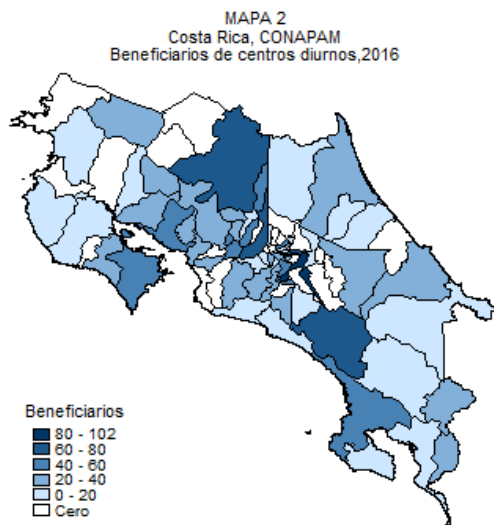 MAPA 2
Costa Rica, CONAPAM
Beneficiarios de centros diurnos,2016
Beneficiarios
80 - 102
60 - 80
40 - 60
20 - 40
0 - 20
Cero